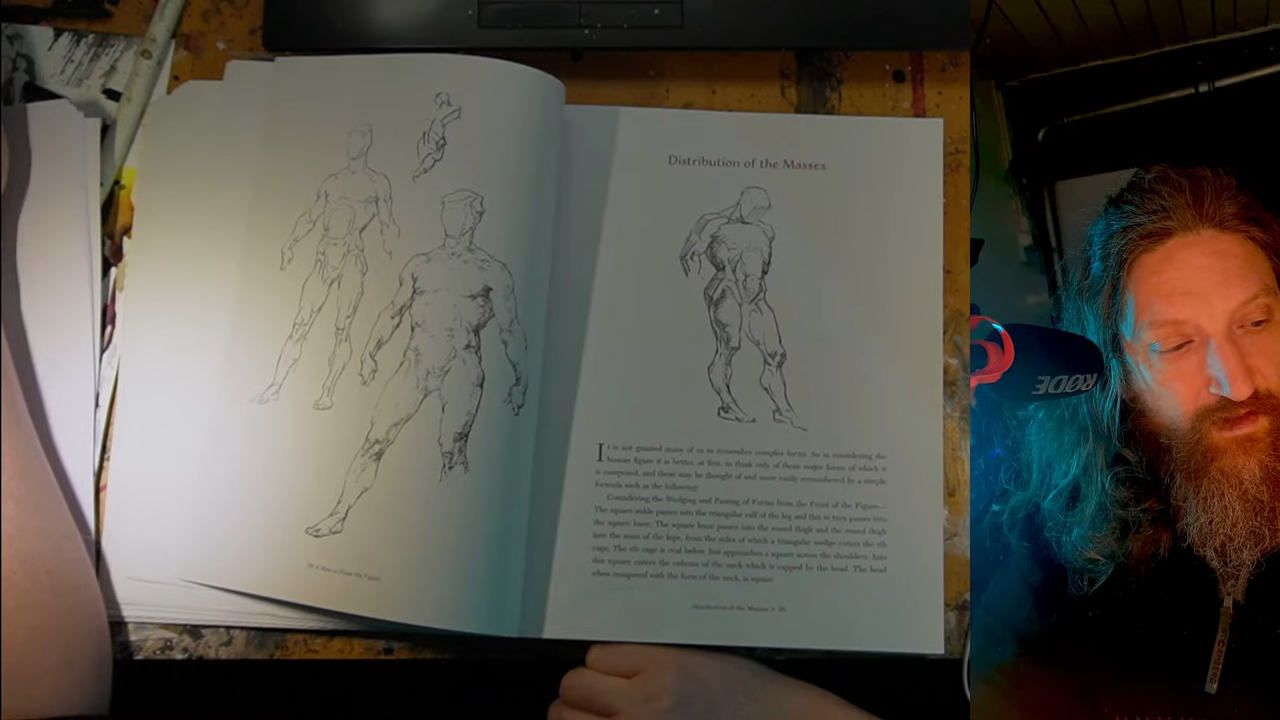 Distribution of the Masses
It is not granted many of us to remember complex forms. So in considering the
human figure it is better, at first, to think only of those major forms of which it
is composed, and these may be thought of and more easily remembered by a simple
formula such as the following:
Considering the Wedging and Passing of Forms from the Front of the Figure—
The square ankle passes into the triangular calf of the leg and this in turn passes into
the square knee. The square knee passes into the round thigh and the round thigh
into the mass of the hips, from the sides of which a triangular wedge enters the rib
cage. The rib cage is oval below, but approaches a square across the shoulders. Into
this square enters the column of the neck which is capped by the head. The head
when compared with the form of the neck, is square.
How to Draw the Figure
Distribution of the Masses
RØDE